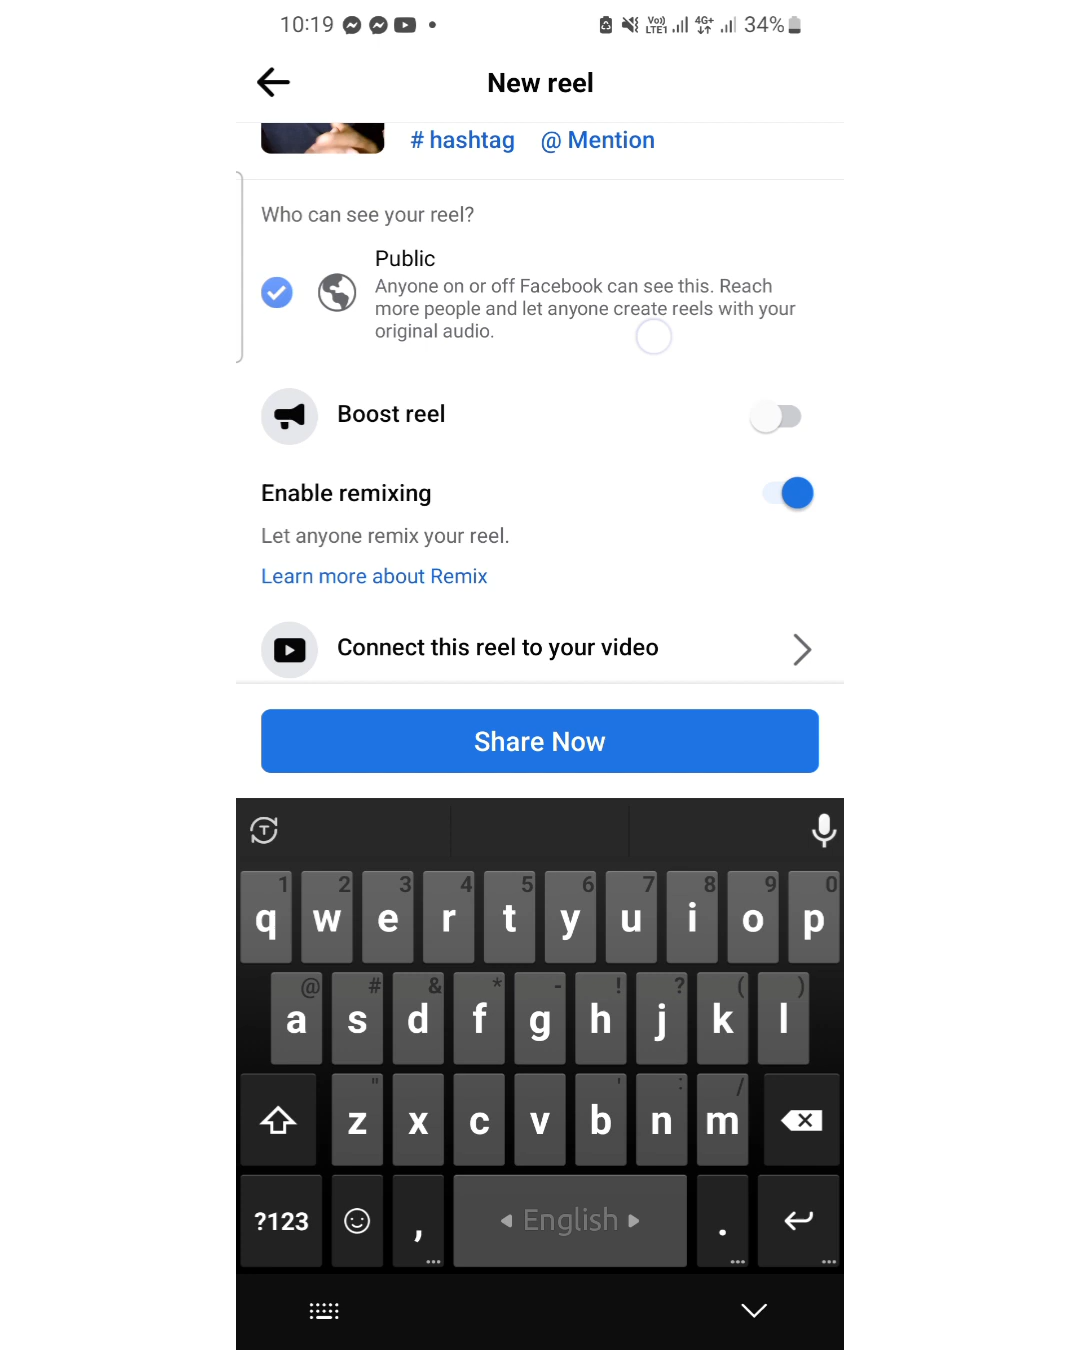 10:19 Vo)) LTE1 4G+ 34%
New reel
# hashtag @ Mention
Who can see your reel?
Public
Anyone on or off Facebook can see this. Reach
more people and let anyone create reels with your
original audio.
Boost reel
Enable remixing
Let anyone remix your reel.
Learn more about Remix
Connect this reel to your video
Share Now
T
1 2 3 4 5 6 7 8 9 0
q w e r t y u i o p
@ # & * - ! ? ( )
a s d f g h j k l
" ' : /
z x c v b n m
?123 , English .